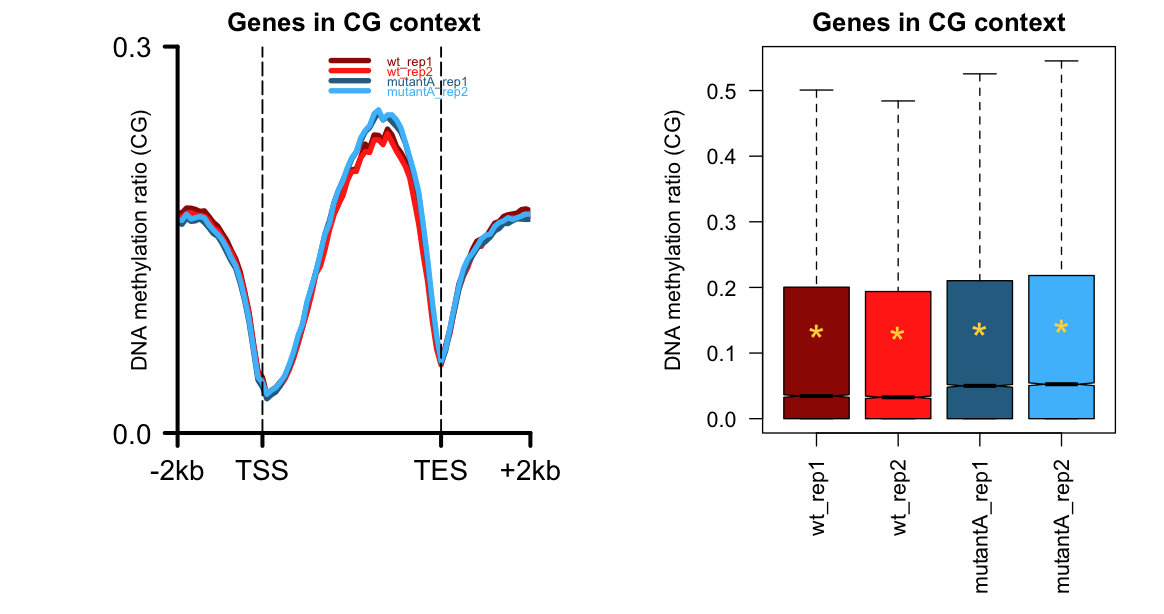 Genes in CG context
0.3
0.0
DNA methylation ratio (CG)
wt_rep1
wt_rep2
mutantA_rep1
mutantA_rep2
-2kb TSS TES +2kb
Genes in CG context
DNA methylation ratio (CG)
0.5
0.4
0.3
0.2
0.1
0.0
* * * *
wt_rep1
wt_rep2
mutantA_rep1
mutantA_rep2